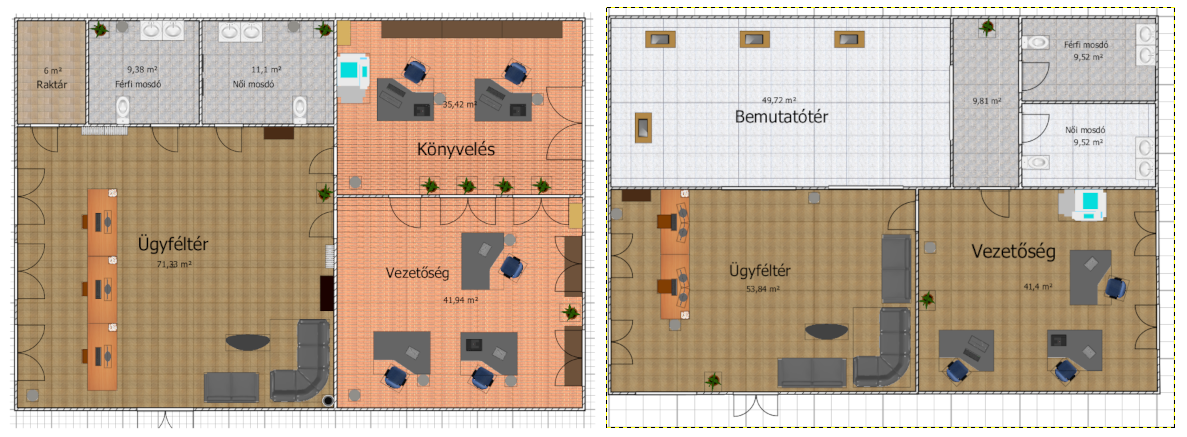 6 m²
Raktár
9,38 m²
Férfi mosdó
11,1 m²
Női mosdó
35,42 m²
Könyvelés
Ügyféltér
71,33 m²
Vezetőség
41,94 m²
49,72 m²
Bemutatótér
9,81 m²
Férfi mosdó
9,52 m²
Női mosdó
9,52 m²
Ügyféltér
53,84 m²
Vezetőség
41,4 m²